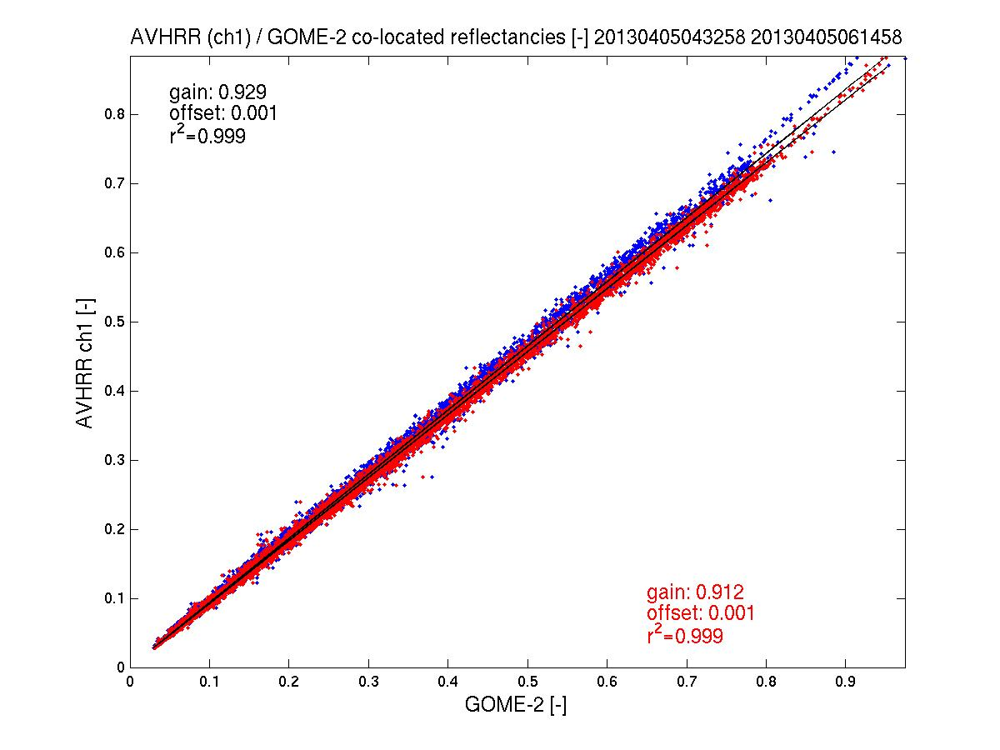 AVHRR (ch1) / GOME-2 co-located reflectancies [-] 20130405043258 20130405061458
gain: 0.929
offset: 0.001
r²=0.999
0.8
0.7
0.6
0.5
0.4
0.3
0.2
0.1
0
AVHRR ch1 [-]
gain: 0.912
offset: 0.001
r²=0.999
0 0.1 0.2 0.3 0.4 0.5 0.6 0.7 0.8 0.9
GOME-2 [-]